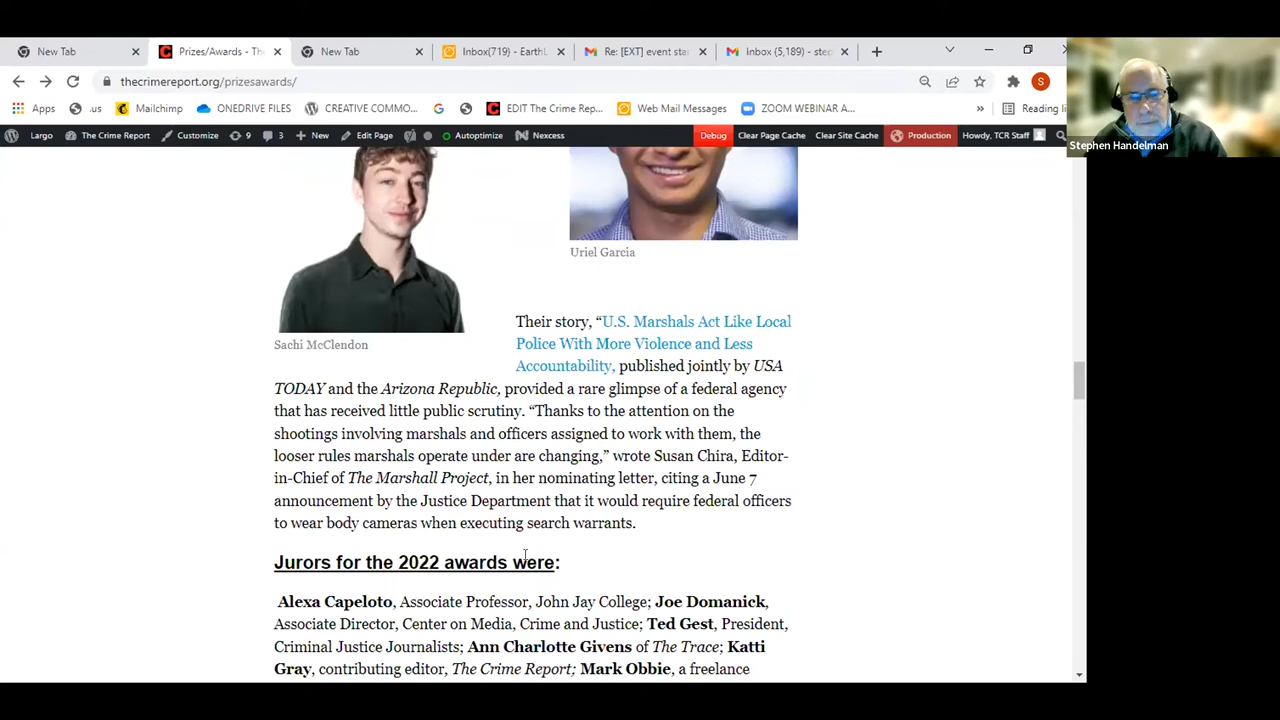 New Tab
Prizes/Awards - The
New Tab
Inbox(719) - EarthL
Re: [EXT] event sta
Inbox (5,189) - step
thecrimereport.org/prizesawards/
S
Apps
.us
Mailchimp
ONEDRIVE FILES
CREATIVE COMMO...
EDIT The Crime Rep...
Web Mail Messages
ZOOM WEBINAR A...
»
Reading li
Largo
The Crime Report
Customize
9
3
New
Edit Page
Autoptimize
Nexcess
Debug
Clear Page Cache
Clear Site Cache
Production
Howdy, TCR Staff
Stephen Handelman
Uriel Garcia
Sachi McClendon
Their story, “U.S. Marshals Act Like Local
Police With More Violence and Less
Accountability, published jointly by USA
TODAY and the Arizona Republic, provided a rare glimpse of a federal agency
that has received little public scrutiny. “Thanks to the attention on the
shootings involving marshals and officers assigned to work with them, the
looser rules marshals operate under are changing,” wrote Susan Chira, Editor-
in-Chief of The Marshall Project, in her nominating letter, citing a June 7
announcement by the Justice Department that it would require federal officers
to wear body cameras when executing search warrants.
Jurors for the 2022 awards were:
Alexa Capeloto, Associate Professor, John Jay College; Joe Domanick,
Associate Director, Center on Media, Crime and Justice; Ted Gest, President,
Criminal Justice Journalists; Ann Charlotte Givens of The Trace; Katti
Gray, contributing editor, The Crime Report; Mark Obbie, a freelance